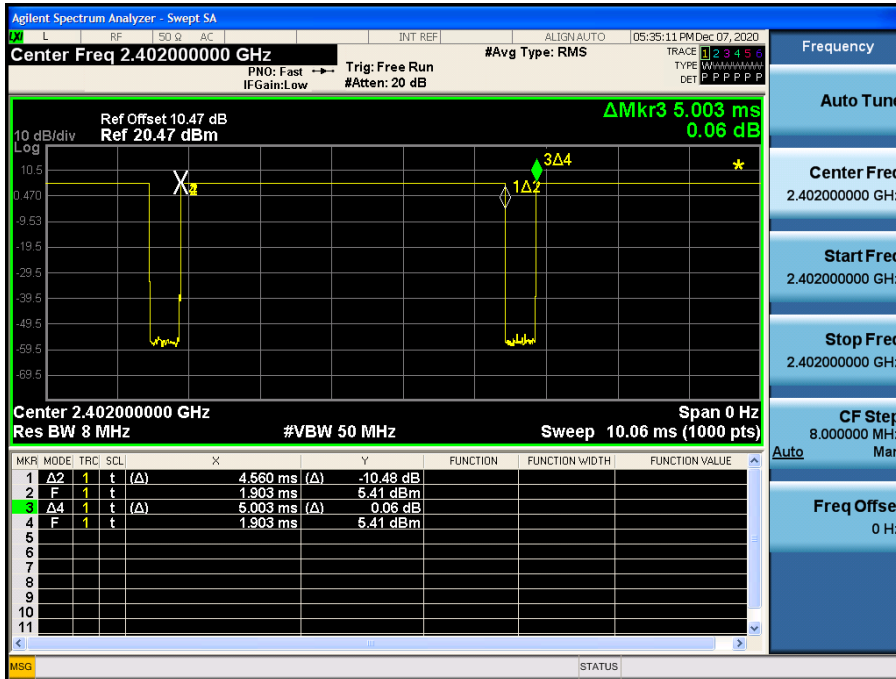 Agilent Spectrum Analyzer - Swept SA
LXI L RF 50 Ω AC INT REF ALIGN AUTO 05:35:11 PM Dec 07, 2020
Center Freq 2.402000000 GHz
PNO: Fast
IFGain:Low
Trig: Free Run
#Atten: 20 dB
#Avg Type: RMS
TRACE 1 2 3 4 5 6
TYPE WWWWWW
DET P P P P P P
ΔMkr3 5.003 ms
0.06 dB
Ref Offset 10.47 dB
10 dB/div Ref 20.47 dBm
Log
10.5
0.470
-9.53
-19.5
-29.5
-39.5
-49.5
-59.5
-69.5
X
2
1Δ2
3Δ4
*
Center 2.402000000 GHz Span 0 Hz
Res BW 8 MHz #VBW 50 MHz Sweep 10.06 ms (1000 pts)
MKR MODE TRC SCL X Y FUNCTION FUNCTION WIDTH FUNCTION VALUE
1 Δ2 1 t (Δ) 4.560 ms (Δ) -10.48 dB
2 F 1 t 1.903 ms 5.41 dBm
3 Δ4 1 t (Δ) 5.003 ms (Δ) 0.06 dB
4 F 1 t 1.903 ms 5.41 dBm
5
6
7
8
9
10
11
MSG STATUS
Frequency
Auto Tune
Center Freq
2.402000000 GHz
Start Freq
2.402000000 GHz
Stop Freq
2.402000000 GHz
CF Step
8.000000 MHz
Auto Man
Freq Offset
0 Hz